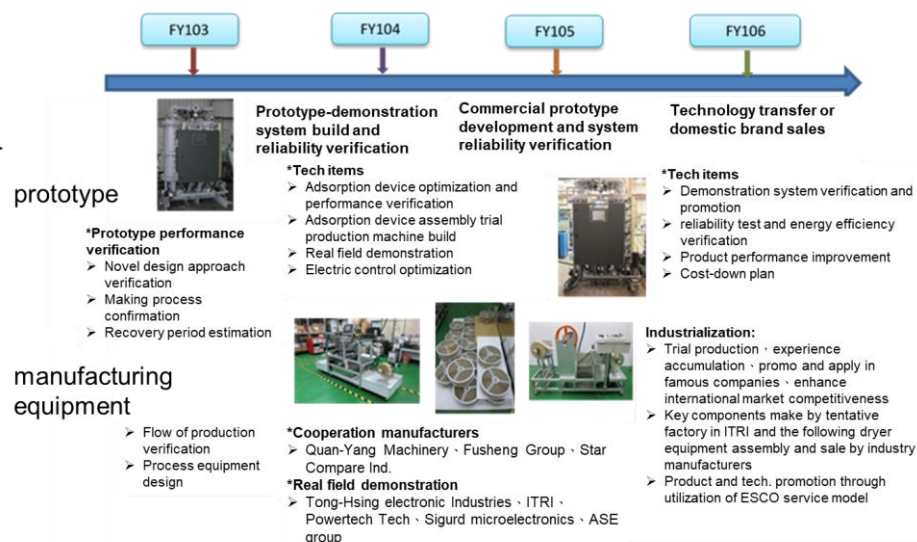 FY103
FY104
FY105
FY106
Prototype-demonstration
system build and
reliability verification
Commercial prototype
development and system
reliability verification
Technology transfer or
domestic brand sales
prototype
*Prototype performance
verification
➢ Novel design approach
verification
➢ Making process
confirmation
➢ Recovery period estimation
*Tech items
➢ Adsorption device optimization and
performance verification
➢ Adsorption device assembly trial
production machine build
➢ Real field demonstration
➢ Electric control optimization
*Tech items
➢ Demonstration system verification and
promotion
➢ reliability test and energy efficiency
verification
➢ Product performance improvement
➢ Cost-down plan
manufacturing
equipment
➢ Flow of production
verification
➢ Process equipment
design
*Cooperation manufacturers
➢ Quan-Yang Machinery、Fusheng Group、Star
Compare Ind.
*Real field demonstration
➢ Tong-Hsing electronic Industries、ITRI、
Powertech Tech、Sigurd microelectronics、ASE
group
Industrialization:
➢ Trial production、experience
accumulation、promo and apply in
famous companies、enhance
international market competitiveness
➢ Key components make by tentative
factory in ITRI and the following dryer
equipment assembly and sale by industry
manufacturers
➢ Product and tech. promotion through
utilization of ESCO service model